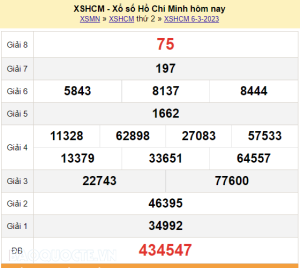 XSHCM - Xổ số Hồ Chí Minh hôm nay
XSMN » XSHCM thứ 2 » XSHCM 6-3-2023
Giải 8 75
Giải 7 197
Giải 6 5843 8137 8444
Giải 5 1662
Giải 4 11328 62898 27083 57533
13379 33651 64557
Giải 3 22743 77600
Giải 2 46395
Giải 1 34992
ĐB 434547